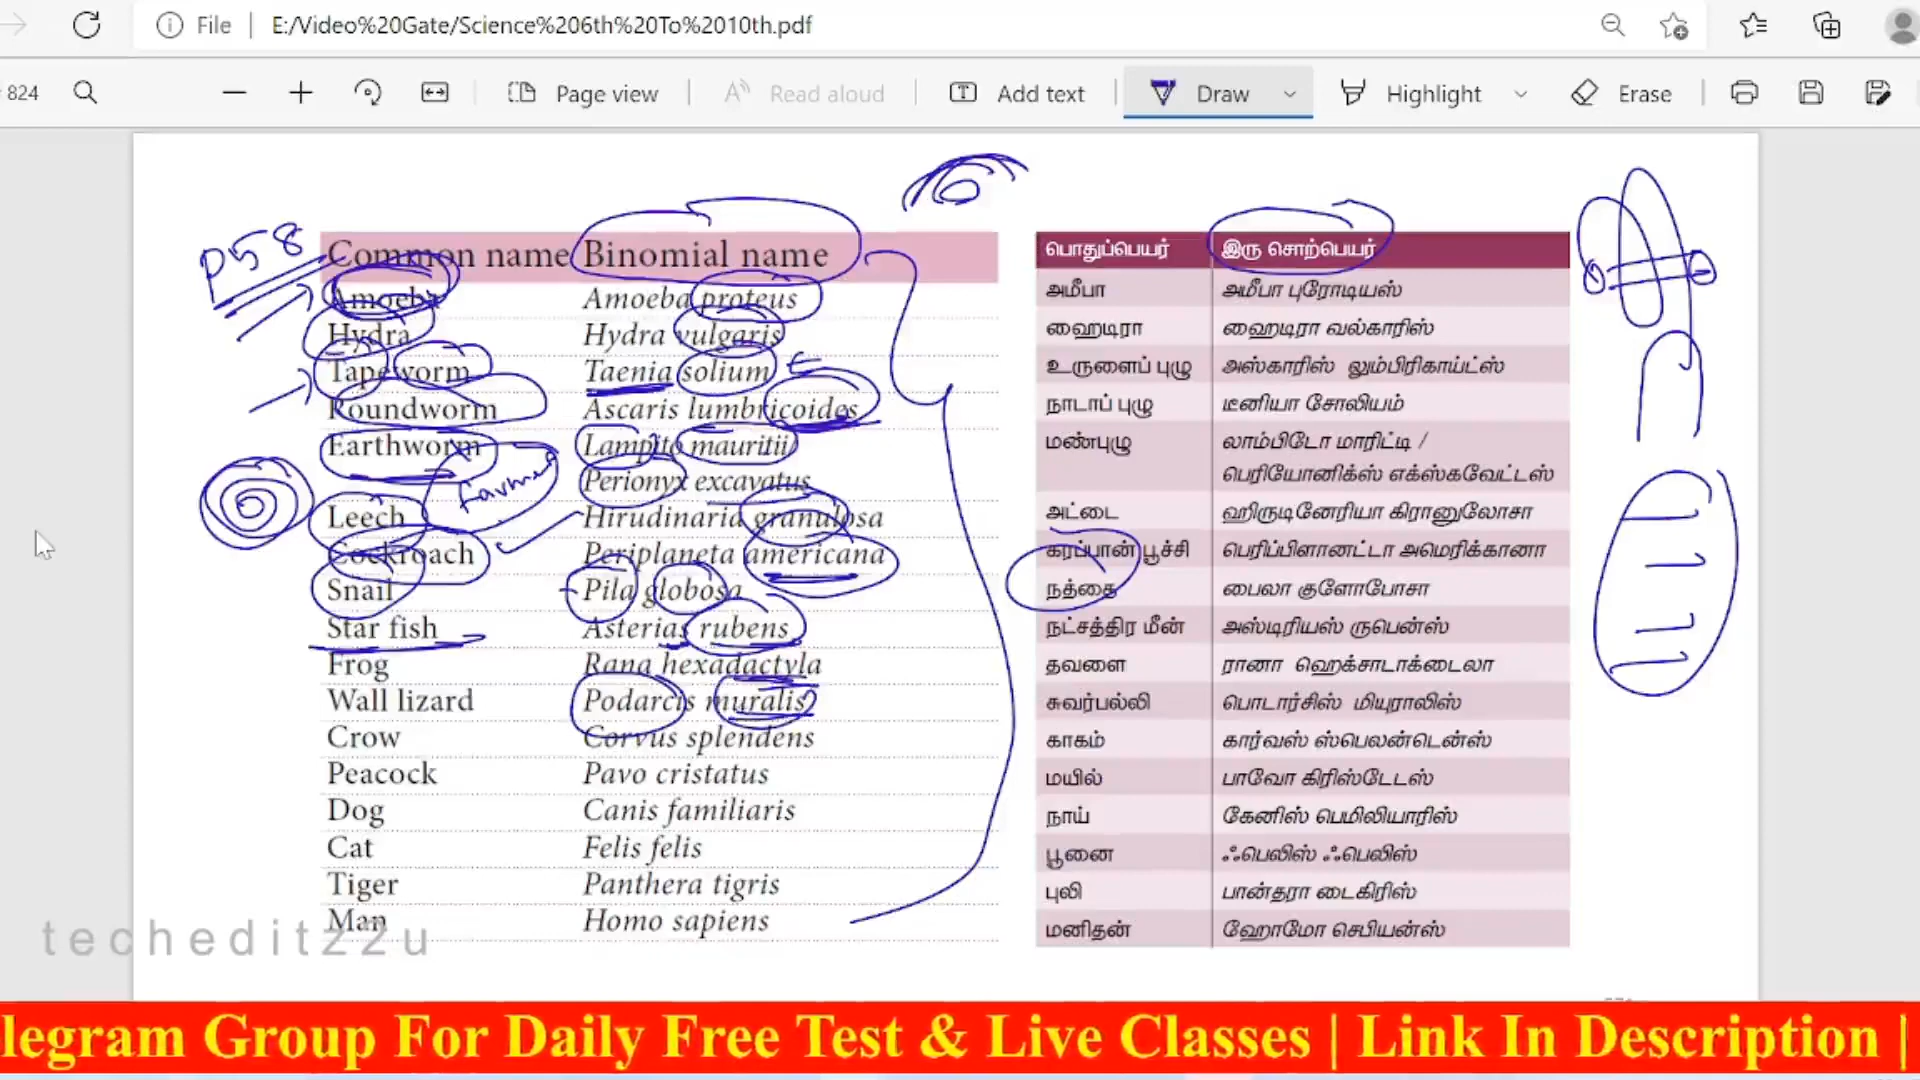 File
E:/Video%20Gate/Science%206th%20To%2010th.pdf
824
Page view
Read aloud
Add text
Draw
Highlight
Erase
P58
6
Common name Binomial name
Amoeba Amoeba proteus
Hydra Hydra vulgaris
Tapeworm Taenia solium
Roundworm Ascaris lumbricoides
Earthworm Lampito mauritii
Perionyx excavatus
Leech Hirudinaria granulosa
Cockroach Periplaneta americana
Snail Pila globosa
Star fish Asterias rubens
Frog Rana hexadactyla
Wall lizard Podarcis muralis
Crow Corvus splendens
Peacock Pavo cristatus
Dog Canis familiaris
Cat Felis felis
Tiger Panthera tigris
Man Homo sapiens
பொதுப்பெயர் இரு சொற்பெயர்
அமீபா அமீபா புரோடியஸ்
ஹைடிரா ஹைடிரா வல்காரிஸ்
உருளைப் புழு அஸ்காரிஸ் லும்பிரிகாய்ட்ஸ்
நாடாப் புழு டீனியா சோலியம்
மண்புழு லாம்பிடோ மாரிட்டி /
பெரியோனிக்ஸ் எக்ஸ்கவேட்டஸ்
அட்டை ஹிருடினேரியா கிரானுலோசா
கரப்பான் பூச்சி பெரிப்பிளானட்டா அமெரிக்கானா
நத்தை பைலா குளோபோசா
நட்சத்திர மீன் அஸ்டிரியஸ் ருபென்ஸ்
தவளை ரானா ஹெக்சாடாக்டைலா
சுவர்பல்லி பொடார்சிஸ் மியுராலிஸ்
காகம் கார்வஸ் ஸ்பெலன்டென்ஸ்
மயில் பாவோ கிரிஸ்டேடஸ்
நாய் கேனிஸ் பெமிலியாரிஸ்
பூனை ஃபெலிஸ் ஃபெலிஸ்
புலி பான்தரா டைகிரிஸ்
மனிதன் ஹோமோ செபியன்ஸ்
techedit22u
legram Group For Daily Free Test & Live Classes | Link In Description |